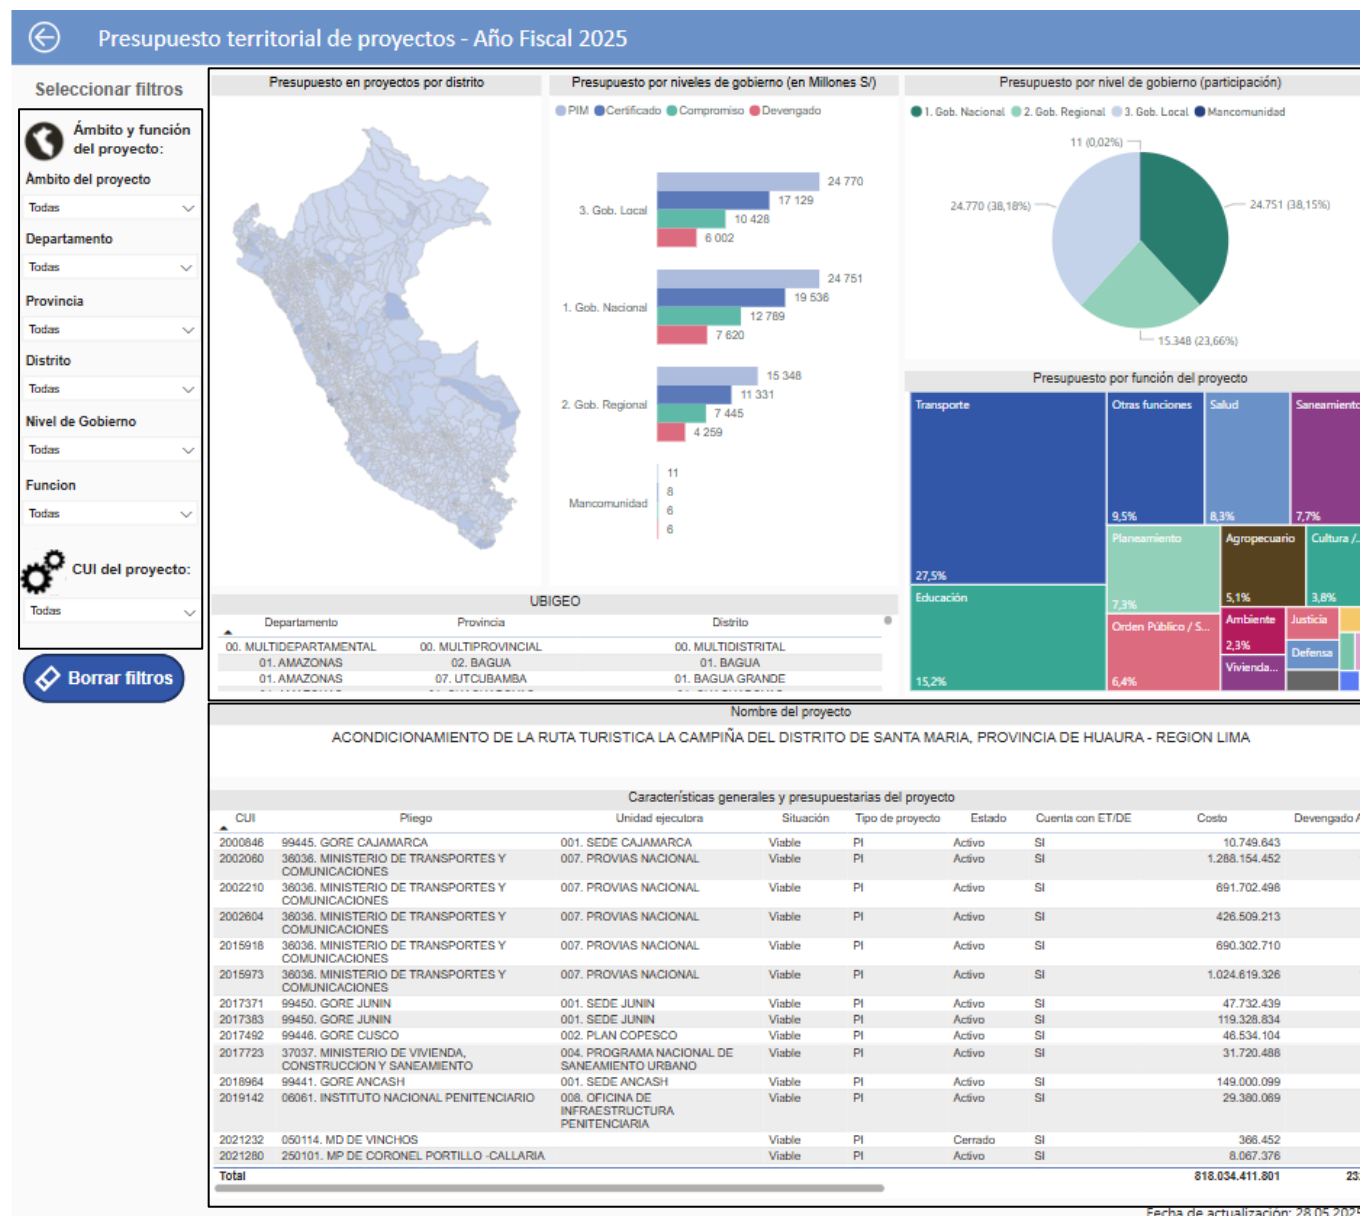 Presupuesto territorial de proyectos - Año Fiscal 2025
Seleccionar filtros
Ámbito y función
del proyecto:
Ámbito del proyecto
Todas
Departamento
Todas
Provincia
Todas
Distrito
Todas
Nivel de Gobierno
Todas
Funcion
Todas
CUI del proyecto:
Todas
Borrar filtros
Presupuesto en proyectos por distrito
Presupuesto por niveles de gobierno (en Millones S/)
PIM Certificado Compromiso Devengado
3. Gob. Local
24 770
17 129
10 428
6 002
1. Gob. Nacional
24 751
19 536
12 789
7 620
2. Gob. Regional
15 348
11 331
7 445
4 259
Mancomunidad
11
8
6
6
Presupuesto por nivel de gobierno (participación)
1. Gob. Nacional 2. Gob. Regional 3. Gob. Local Mancomunidad
11 (0,02%)
24.770 (38,18%)
24.751 (38,15%)
15.348 (23,66%)
Presupuesto por función del proyecto
Transporte
27,5%
Educación
15,2%
Otras funciones
9,5%
Salud
8,3%
Saneamiento
7,7%
Planeamiento
7,3%
Orden Público / S...
6,4%
Agropecuario
5,1%
Cultura /...
3,8%
Ambiente
2,3%
Vivienda...
Justicia
Defensa
UBIGEO
Departamento Provincia Distrito
00. MULTIDEPARTAMENTAL 00. MULTIPROVINCIAL 00. MULTIDISTRITAL
01. AMAZONAS 02. BAGUA 01. BAGUA
01. AMAZONAS 07. UTCUBAMBA 01. BAGUA GRANDE
Nombre del proyecto
ACONDICIONAMIENTO DE LA RUTA TURISTICA LA CAMPIÑA DEL DISTRITO DE SANTA MARIA, PROVINCIA DE HUAURA - REGION LIMA
Características generales y presupuestarias del proyecto
CUI Pliego Unidad ejecutora Situación Tipo de proyecto Estado Cuenta con ET/DE Costo Devengado A
2000846 99445. GORE CAJAMARCA 001. SEDE CAJAMARCA Viable PI Activo SI 10.749.643
2002060 36036. MINISTERIO DE TRANSPORTES Y 007. PROVIAS NACIONAL Viable PI Activo SI 1.288.154.452
COMUNICACIONES
2002210 36036. MINISTERIO DE TRANSPORTES Y 007. PROVIAS NACIONAL Viable PI Activo SI 691.702.498
COMUNICACIONES
2002604 36036. MINISTERIO DE TRANSPORTES Y 007. PROVIAS NACIONAL Viable PI Activo SI 426.509.213
COMUNICACIONES
2015918 36036. MINISTERIO DE TRANSPORTES Y 007. PROVIAS NACIONAL Viable PI Activo SI 690.302.710
COMUNICACIONES
2015973 36036. MINISTERIO DE TRANSPORTES Y 007. PROVIAS NACIONAL Viable PI Activo SI 1.024.619.326
COMUNICACIONES
2017371 99450. GORE JUNIN 001. SEDE JUNIN Viable PI Activo SI 47.732.439
2017383 99450. GORE JUNIN 001. SEDE JUNIN Viable PI Activo SI 119.328.834
2017492 99446. GORE CUSCO 002. PLAN COPESCO Viable PI Activo SI 46.534.104
2017723 37037. MINISTERIO DE VIVIENDA, 004. PROGRAMA NACIONAL DE Viable PI Activo SI 31.720.488
CONSTRUCCION Y SANEAMIENTO SANEAMIENTO URBANO
2018964 99441. GORE ANCASH 001. SEDE ANCASH Viable PI Activo SI 149.000.099
2019142 06061. INSTITUTO NACIONAL PENITENCIARIO 008. OFICINA DE Viable PI Activo SI 29.380.069
INFRAESTRUCTURA
PENITENCIARIA
2021232 050114. MD DE VINCHOS Viable PI Cerrado SI 366.452
2021280 250101. MP DE CORONEL PORTILLO -CALLARIA Viable PI Activo SI 8.067.376
Total 818.034.411.801 23
Fecha de actualización: 28.05.2025